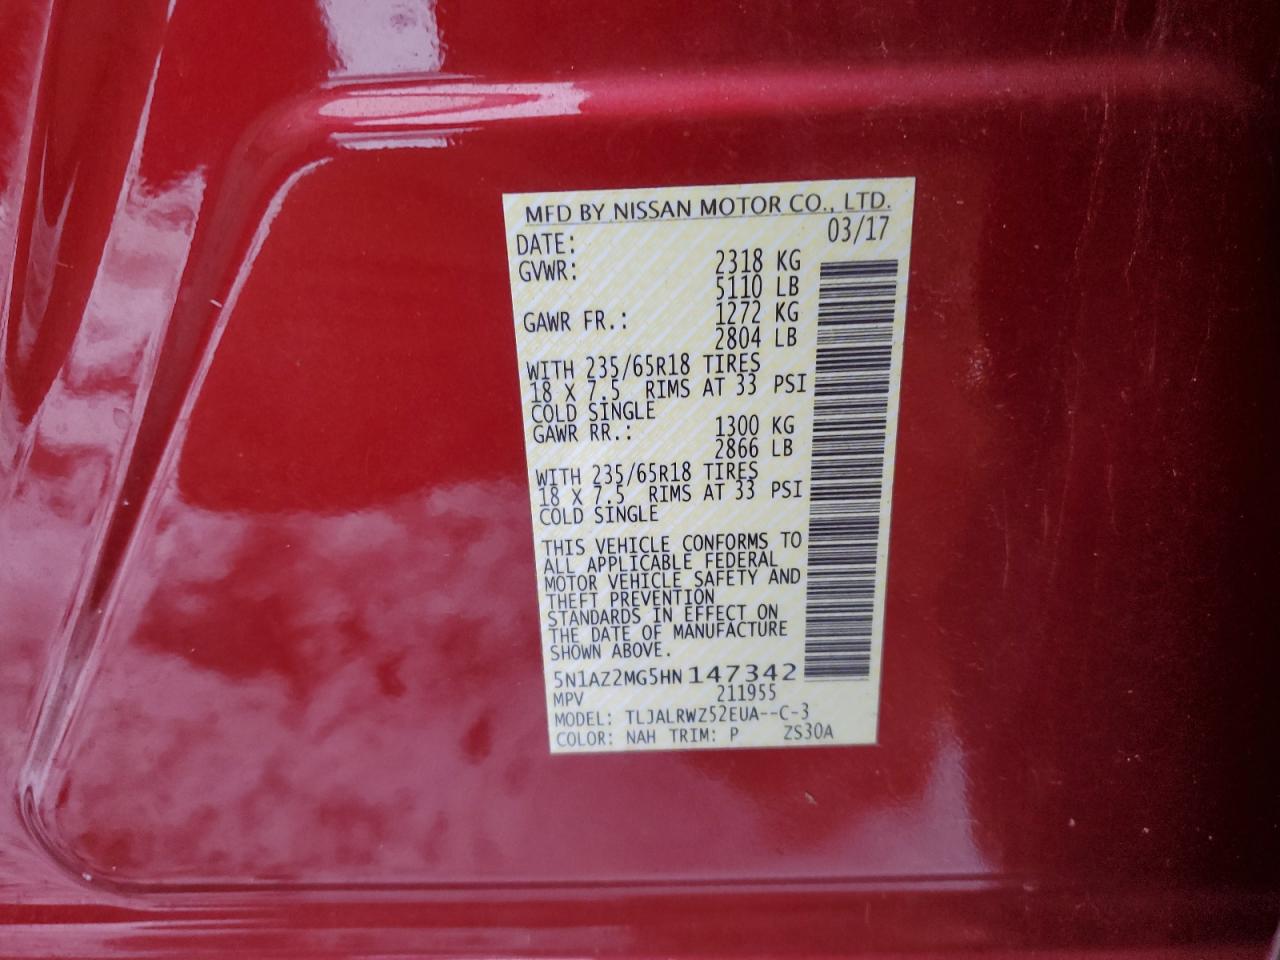 MFD BY NISSAN MOTOR CO., LTD.
DATE: 03/17
GVWR: 2318 KG
5110 LB
GAWR FR.: 1272 KG
2804 LB
WITH 235/65R18 TIRES
18 X 7.5 RIMS AT 33 PSI
COLD SINGLE
GAWR RR.: 1300 KG
2866 LB
WITH 235/65R18 TIRES
18 X 7.5 RIMS AT 33 PSI
COLD SINGLE
THIS VEHICLE CONFORMS TO
ALL APPLICABLE FEDERAL
MOTOR VEHICLE SAFETY AND
THEFT PREVENTION
STANDARDS IN EFFECT ON
THE DATE OF MANUFACTURE
SHOWN ABOVE.
5N1AZ2MG5HN147342
MPV 211955
MODEL: TLJALRWZ52EUA--C-3
COLOR: NAH TRIM: P ZS30A